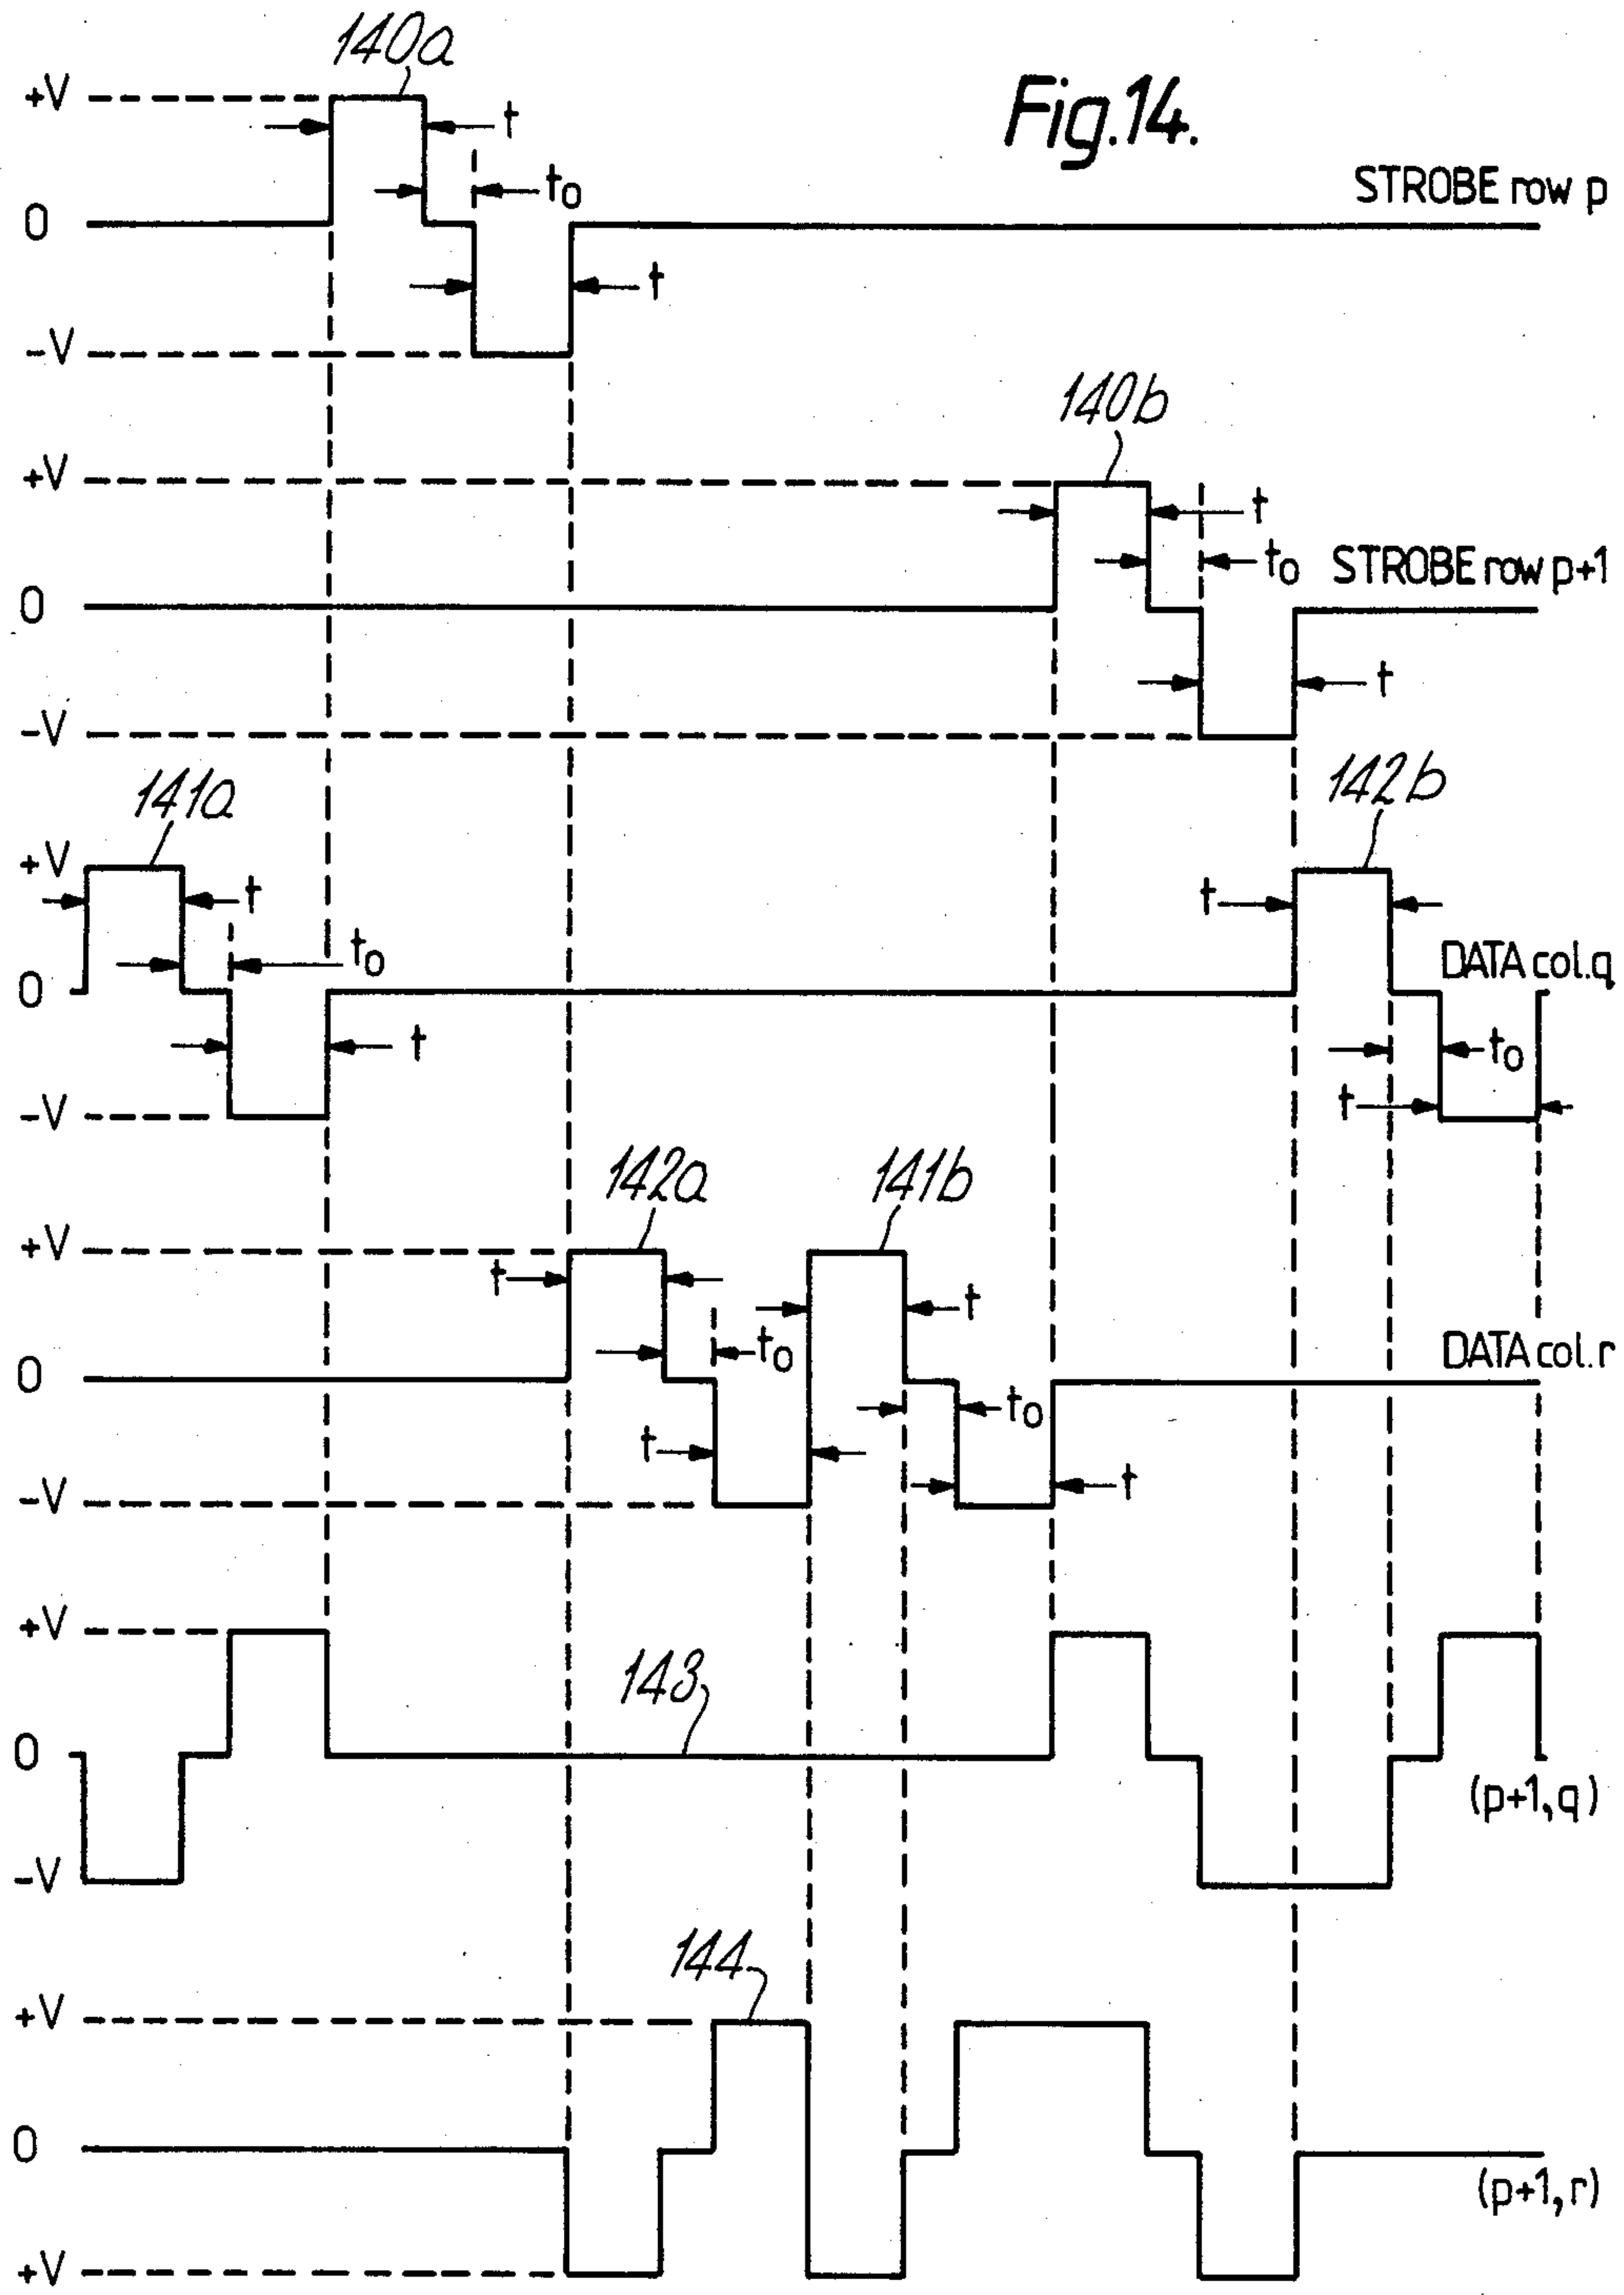 140a
Fig.14.
+V
t
t₀
STROBE row p
0
t
-V
140b
+V
t
t₀
STROBE row p+1
0
t
-V
141a
142b
+V
t
t
t₀
DATA col.q
0
t
t₀
-V
t
142a
141b
+V
t
t
t₀
DATA col.r
0
t₀
t
t
-V
+V
143
0
(p+1,q)
-V
144
+V
0
(p+1,r)
+V